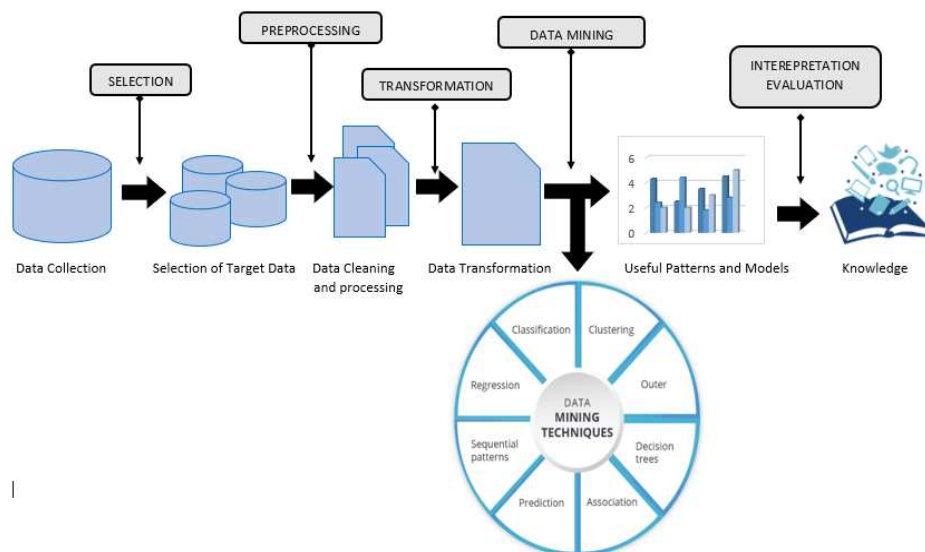 PREPROCESSING
DATA MINING
SELECTION
TRANSFORMATION
INTEREPRETATION
EVALUATION
6
4
2
0
Data Collection
Selection of Target Data
Data Cleaning
and processing
Data Transformation
Useful Patterns and Models
Knowledge
Classification
Clustering
Regression
Outer
DATA
MINING
TECHNIQUES
Sequential
patterns
Decision
trees
Prediction
Association